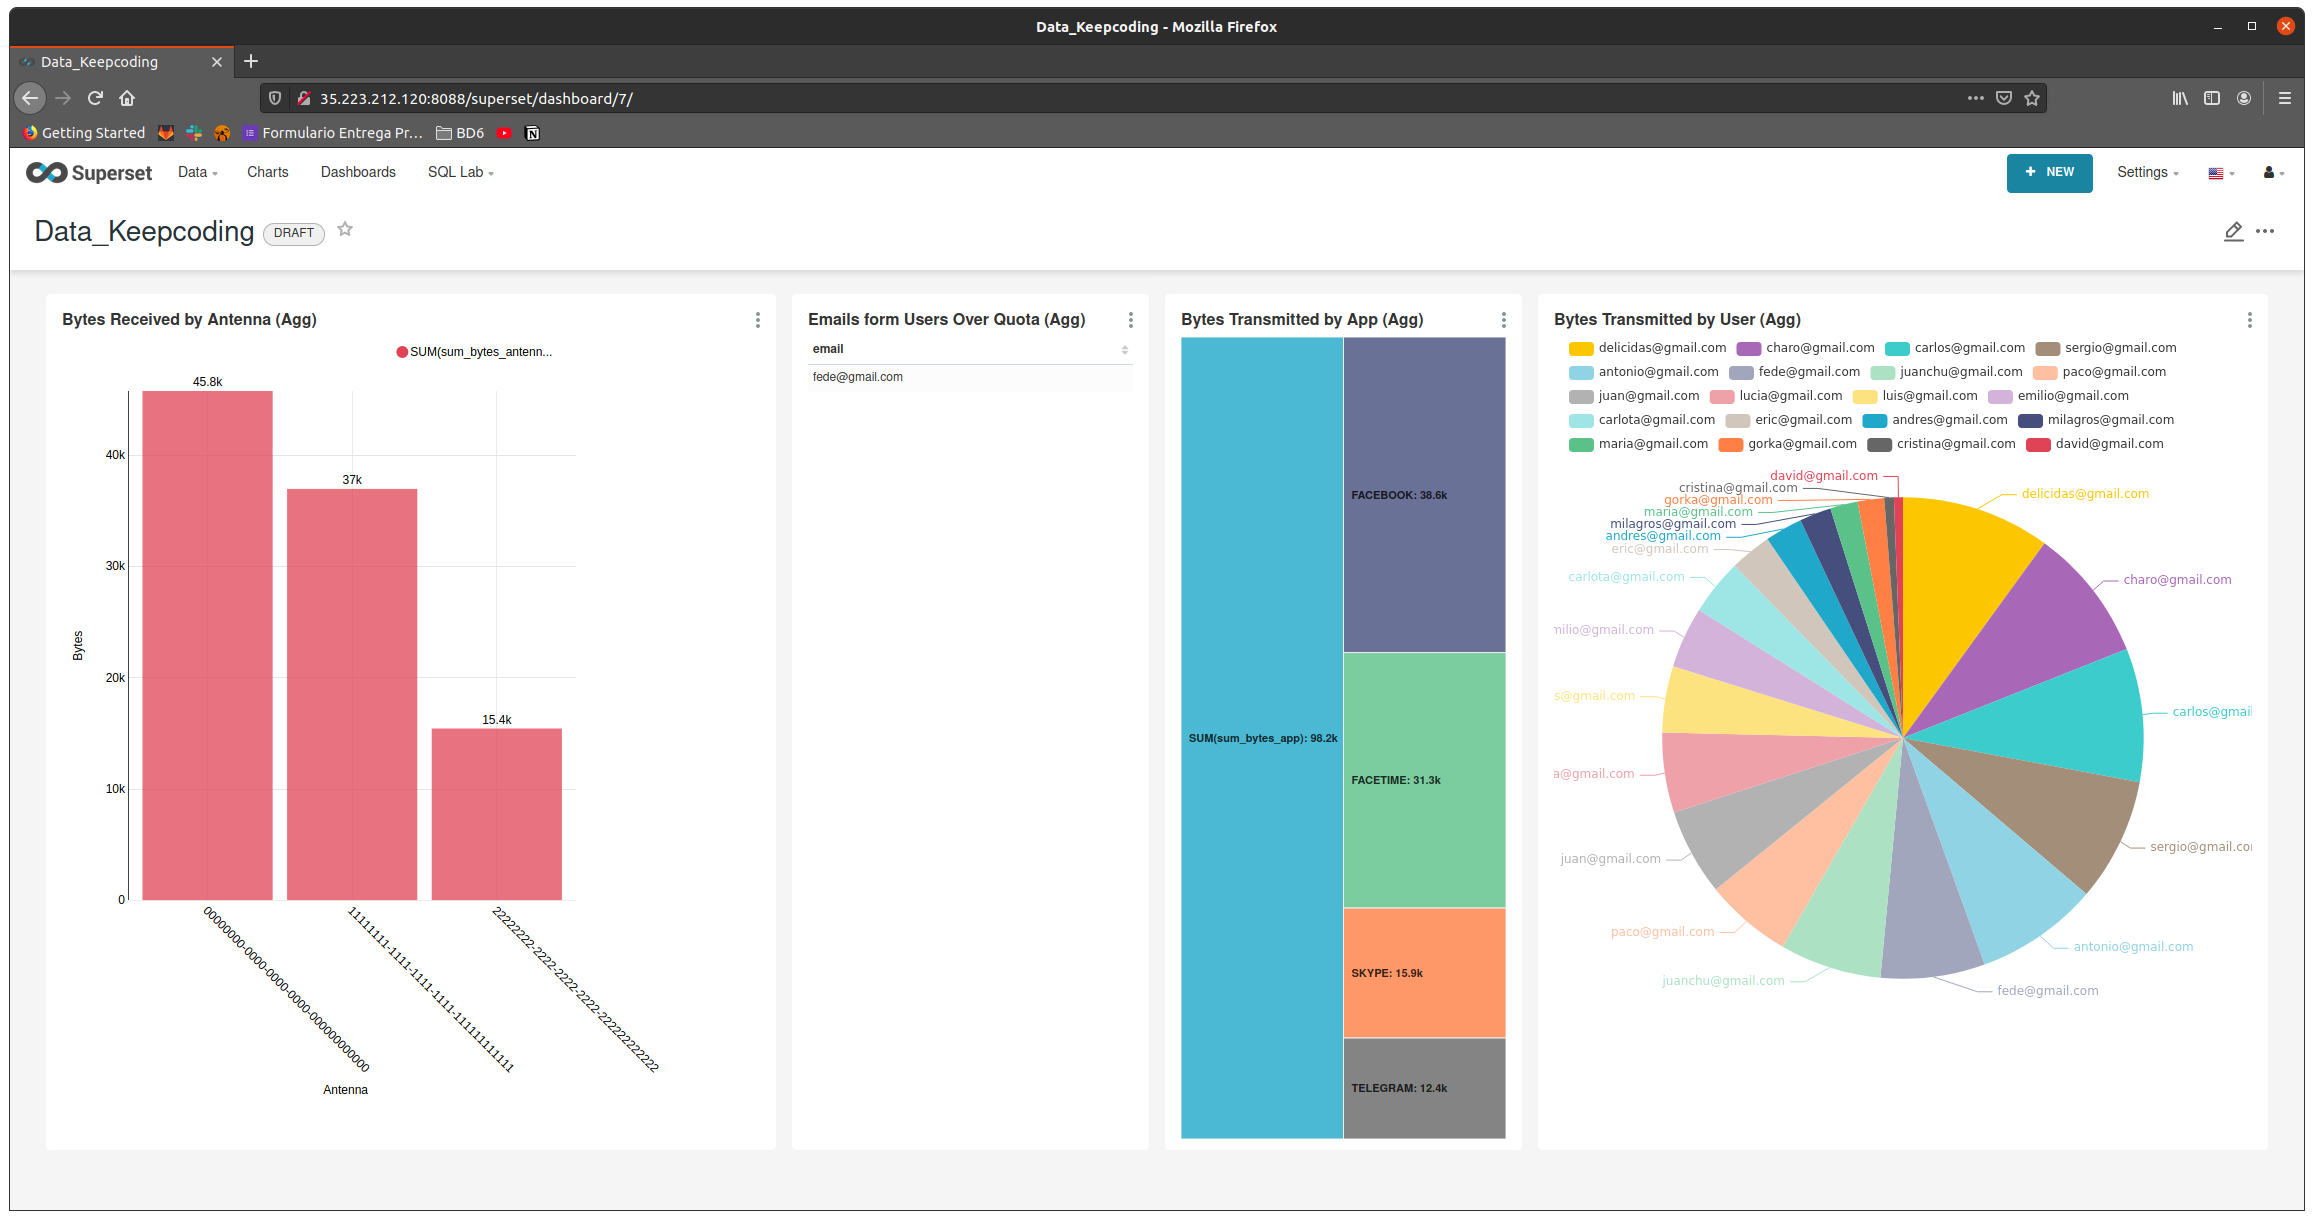 Data_Keepcoding - Mozilla Firefox
Data_Keepcoding
35.223.212.120:8088/superset/dashboard/7/
Getting Started
Formulario Entrega Pr...
BD6
Superset
Data
Charts
Dashboards
SQL Lab
+ NEW
Settings
Data_Keepcoding
DRAFT
Bytes Received by Antenna (Agg)
SUM(sum_bytes_antenn...
45.8k
37k
15.4k
40k
30k
20k
10k
0
Bytes
00000000-0000-0000-0000-000000000000
11111111-1111-1111-1111-111111111111
22222222-2222-2222-2222-222222222222
Antenna
Emails form Users Over Quota (Agg)
email
fede@gmail.com
Bytes Transmitted by App (Agg)
SUM(sum_bytes_app): 98.2k
FACEBOOK: 38.6k
FACETIME: 31.3k
SKYPE: 15.9k
TELEGRAM: 12.4k
Bytes Transmitted by User (Agg)
delicidas@gmail.com charo@gmail.com carlos@gmail.com sergio@gmail.com
antonio@gmail.com fede@gmail.com juanchu@gmail.com paco@gmail.com
juan@gmail.com lucia@gmail.com luis@gmail.com emilio@gmail.com
carlota@gmail.com eric@gmail.com andres@gmail.com milagros@gmail.com
maria@gmail.com gorka@gmail.com cristina@gmail.com david@gmail.com
david@gmail.com
cristina@gmail.com
gorka@gmail.com
maria@gmail.com
milagros@gmail.com
andres@gmail.com
eric@gmail.com
carlota@gmail.com
milio@gmail.com
s@gmail.com
a@gmail.com
juan@gmail.com
paco@gmail.com
juanchu@gmail.com
delicidas@gmail.com
charo@gmail.com
carlos@gmail
sergio@gmail.co
antonio@gmail.com
fede@gmail.com